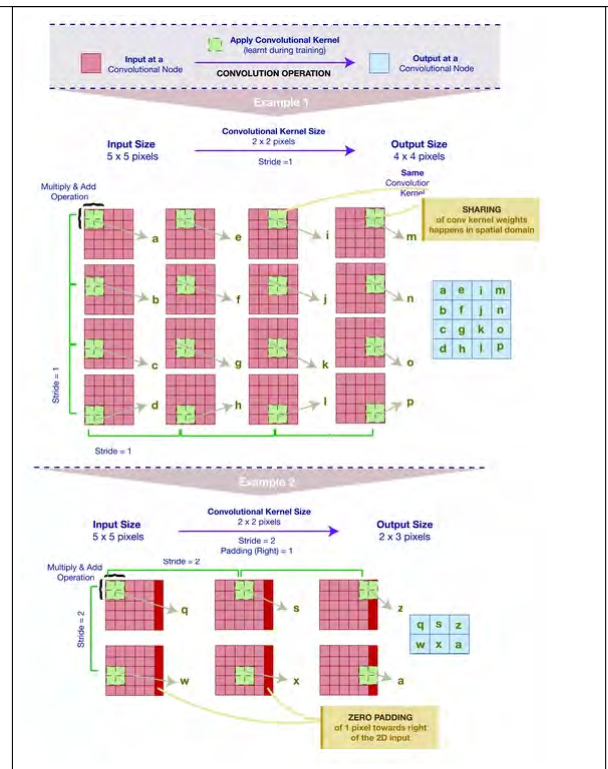 Apply Convolutional Kernel
(learnt during training)
Input at a
Convolutional Node
Output at a
Convolutional Node
CONVOLUTION OPERATION
Example 1
Input Size
5 x 5 pixels
Convolutional Kernel Size
2 x 2 pixels
Stride =1
Output Size
4 x 4 pixels
Multiply & Add
Operation
Same
Convolution
Kernel
SHARING
of conv kernel weights
happens in spatial domain
a e i m
b f j n
c g k o
d h l p
a e i m
b f j n
c g k o
d h l p
Stride = 1
Stride = 1
Example 2
Input Size
5 x 5 pixels
Convolutional Kernel Size
2 x 2 pixels
Stride = 2
Padding (Right) = 1
Output Size
2 x 3 pixels
Multiply & Add
Operation
Stride = 2
Stride = 2
q s z
w x a
q s z
w x a
ZERO PADDING
of 1 pixel towards right
of the 2D input